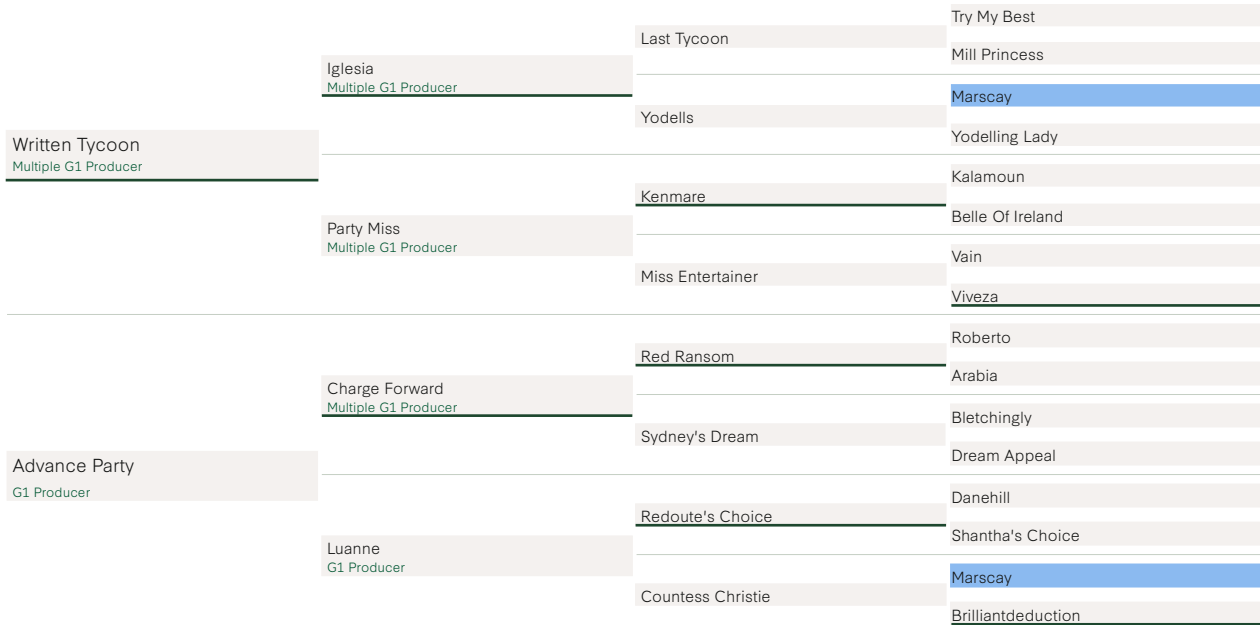 Written Tycoon
Multiple G1 Producer
Advance Party
G1 Producer
Iglesia
Multiple G1 Producer
Party Miss
Multiple G1 Producer
Charge Forward
Multiple G1 Producer
Luanne
G1 Producer
Last Tycoon
Yodells
Kenmare
Miss Entertainer
Red Ransom
Sydney's Dream
Redoute's Choice
Countess Christie
Try My Best
Mill Princess
Marscay
Yodelling Lady
Kalamoun
Belle Of Ireland
Vain
Viveza
Roberto
Arabia
Bletchingly
Dream Appeal
Danehill
Shantha's Choice
Marscay
Brilliantdeduction